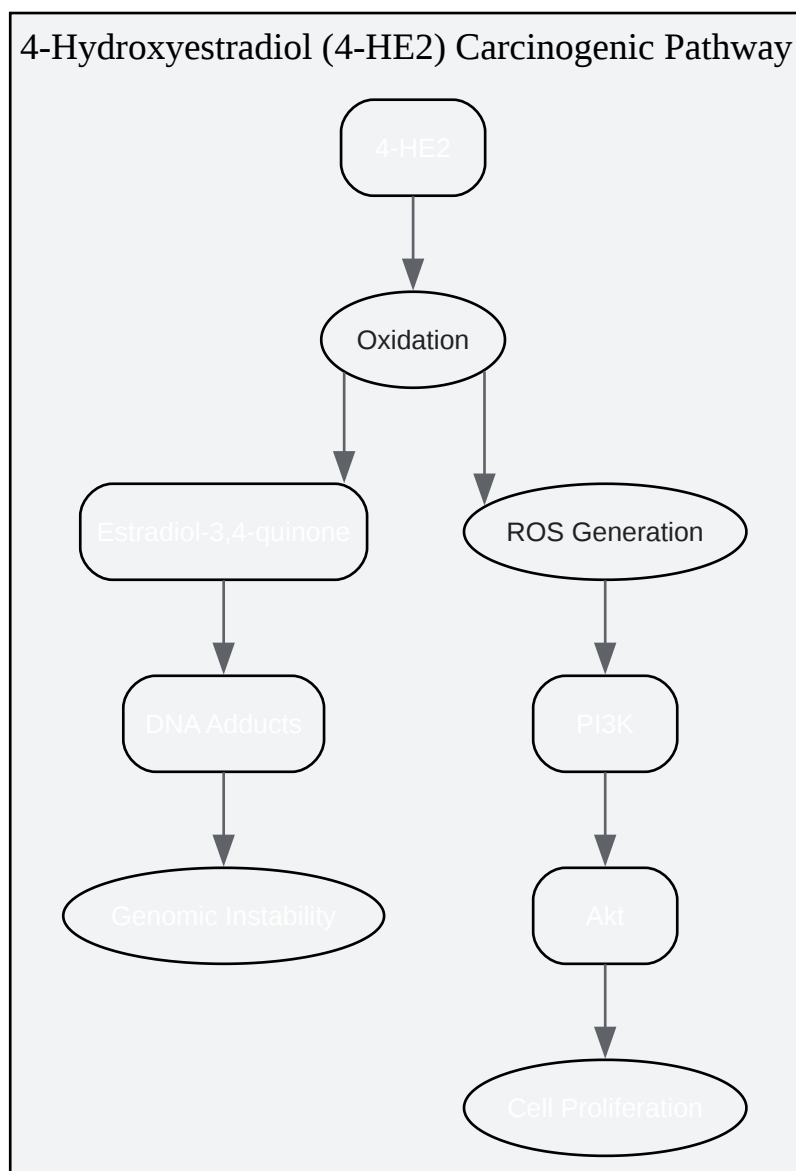 4-Hydroxyestradiol (4-HE2) Carcinogenic Pathway
4-HE2
Oxidation
Estradiol-3,4-quinone
ROS Generation
DNA Adducts
PI3K
Genomic Instability
Akt
Cell Proliferation